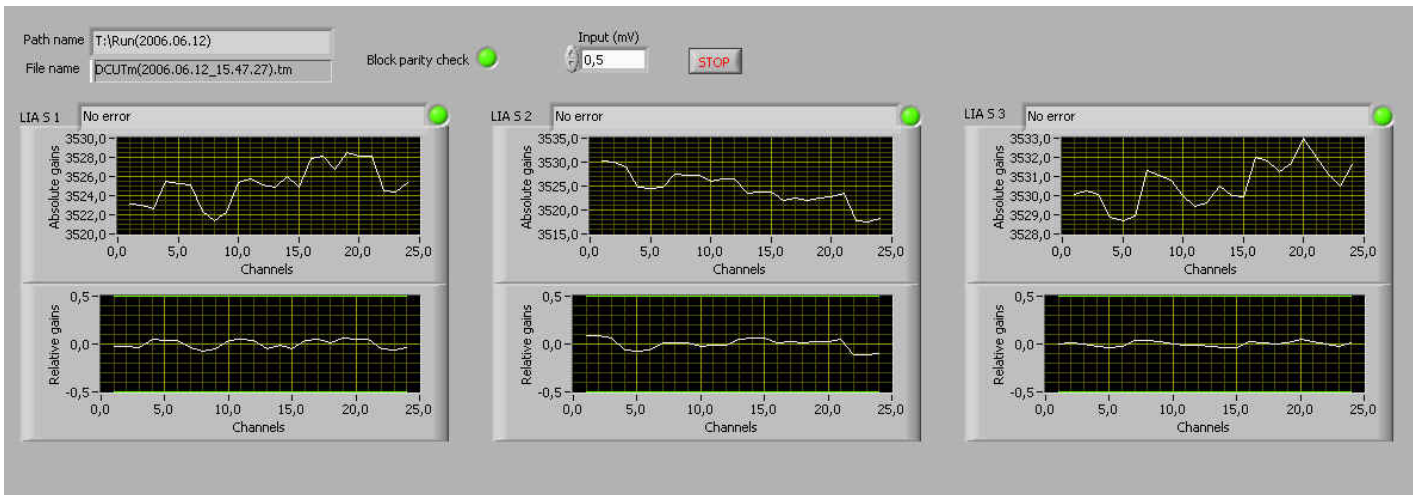 Path name T:\Run(2006.06.12)
File name DCUTm(2006.06.12_15.47.27).tm
Block parity check
Input (mV)
0,5
STOP
LIA S 1 No error
Absolute gains
3530,0
3528,0
3526,0
3524,0
3522,0
3520,0
0,0 5,0 10,0 15,0 20,0 25,0
Channels
Relative gains
0,5
0,0
-0,5
0,0 5,0 10,0 15,0 20,0 25,0
Channels
LIA S 2 No error
Absolute gains
3535,0
3530,0
3525,0
3520,0
3515,0
0,0 5,0 10,0 15,0 20,0 25,0
Channels
Relative gains
0,5
0,0
-0,5
0,0 5,0 10,0 15,0 20,0 25,0
Channels
LIA S 3 No error
Absolute gains
3533,0
3532,0
3531,0
3530,0
3529,0
3528,0
0,0 5,0 10,0 15,0 20,0 25,0
Channels
Relative gains
0,5
0,0
-0,5
0,0 5,0 10,0 15,0 20,0 25,0
Channels